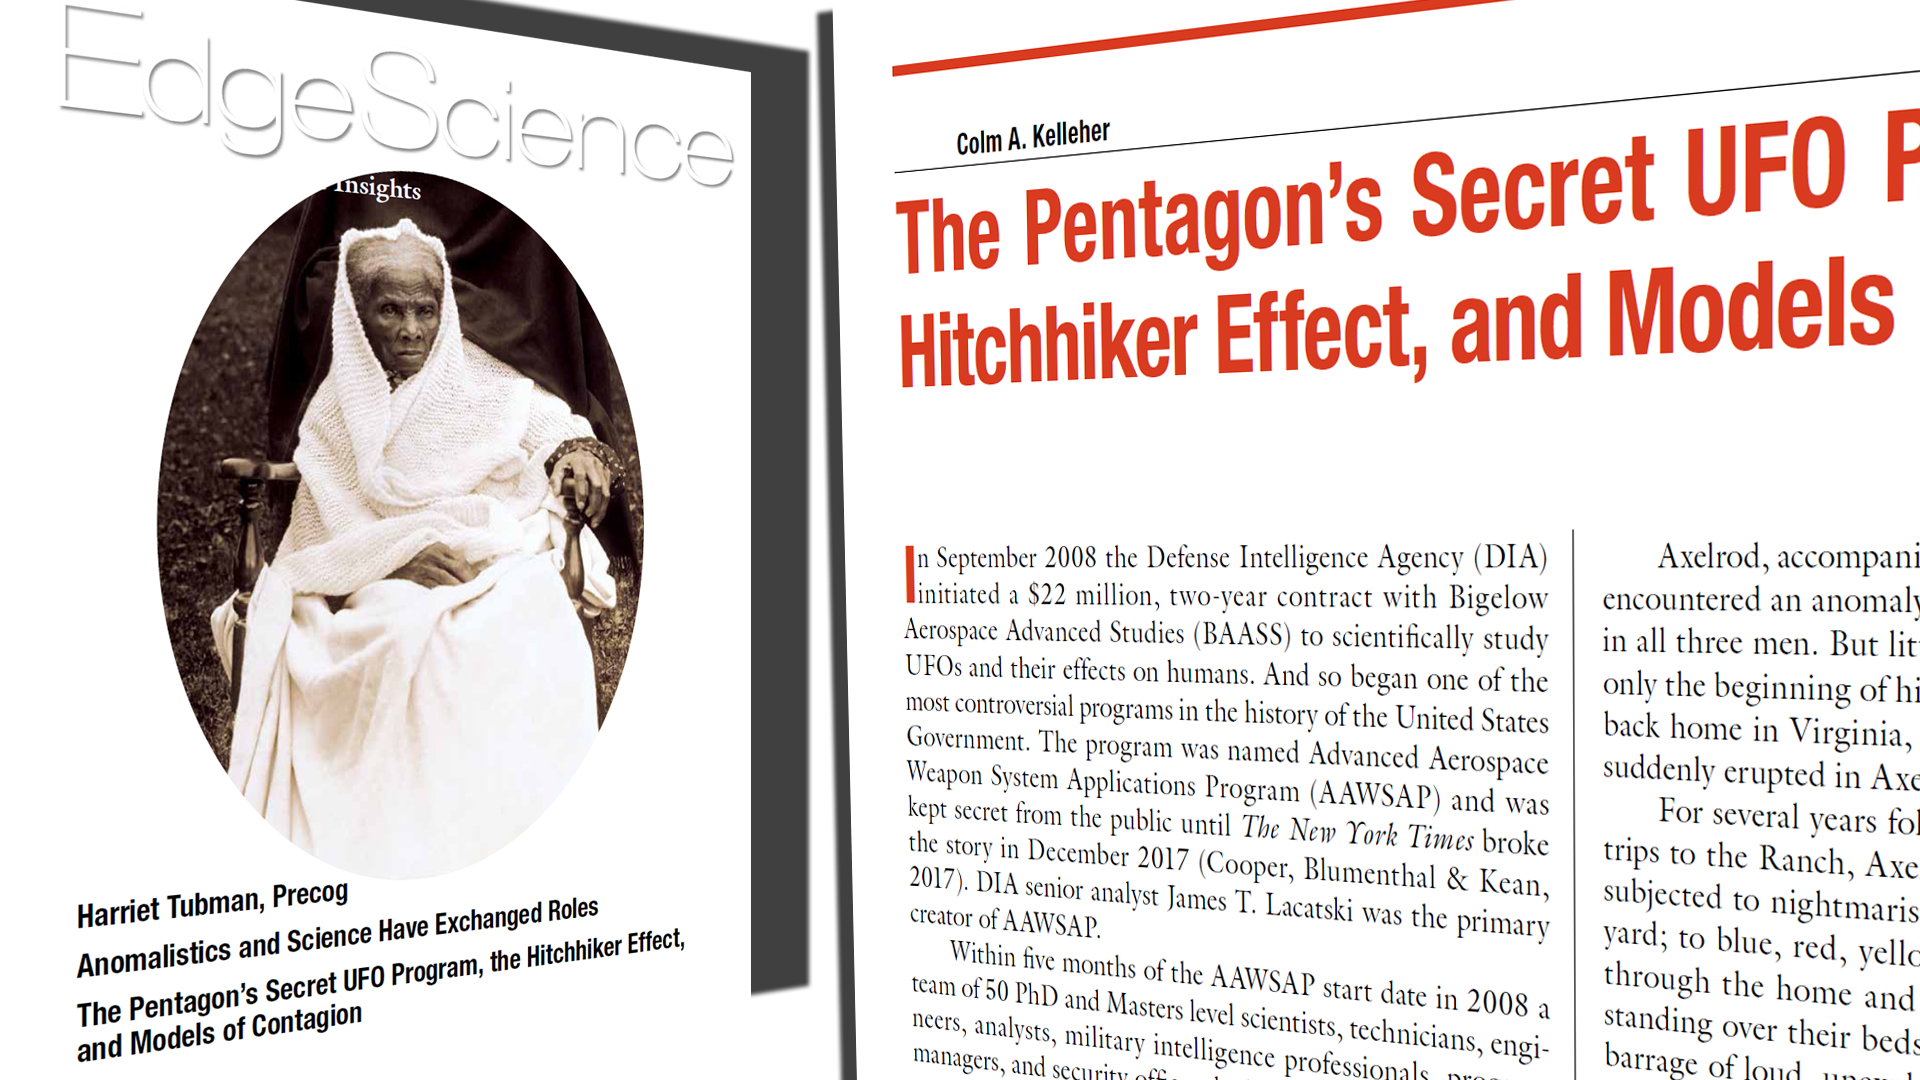 EdgeScience
Insights
Harriet Tubman, Precog
Anomalistics and Science Have Exchanged Roles
The Pentagon's Secret UFO Program, the Hitchhiker Effect,
and Models of Contagion
Colm A. Kelleher
The Pentagon's Secret UFO P
Hitchhiker Effect, and Models
In September 2008 the Defense Intelligence Agency (DIA)
initiated a $22 million, two-year contract with Bigelow
Aerospace Advanced Studies (BAASS) to scientifically study
UFOs and their effects on humans. And so began one of the
most controversial programs in the history of the United States
Government. The program was named Advanced Aerospace
Weapon System Applications Program (AAWSAP) and was
kept secret from the public until The New York Times broke
the story in December 2017 (Cooper, Blumenthal & Kean,
2017). DIA senior analyst James T. Lacatski was the primary
creator of AAWSAP.
Within five months of the AAWSAP start date in 2008 a
team of 50 PhD and Masters level scientists, technicians, engi-
neers, analysts, military intelligence professionals,
managers, and security
Axelrod, accompani
encountered an anomaly
in all three men. But lit
only the beginning of hi
back home in Virginia,
suddenly erupted in Axe
For several years fol
trips to the Ranch, Axe
subjected to nightmaris
yard; to blue, red, yello
through the home and
standing over their beds
barrage of loud,